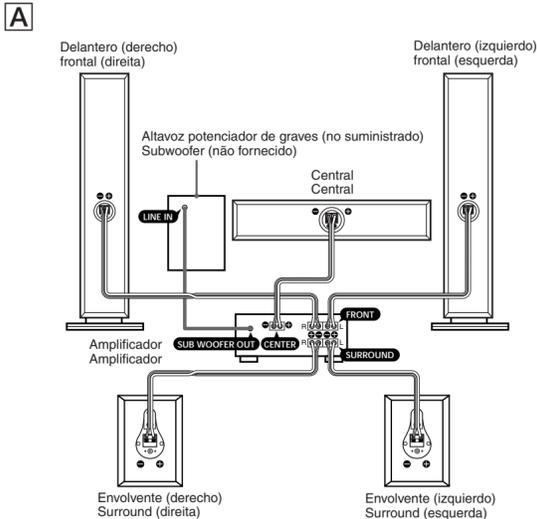 A
Delantero (derecho)
frontal (direita)
Delantero (izquierdo)
frontal (esquerda)
Altavoz potenciador de graves (no suministrado)
Subwoofer (não fornecido)
Central
Central
LINE IN
FRONT
R
L
Amplificador
Amplificador
SUB WOOFER OUT
CENTER
R
L
SURROUND
Envolvente (derecho)
Surround (direita)
Envolvente (izquierdo)
Surround (esquerda)